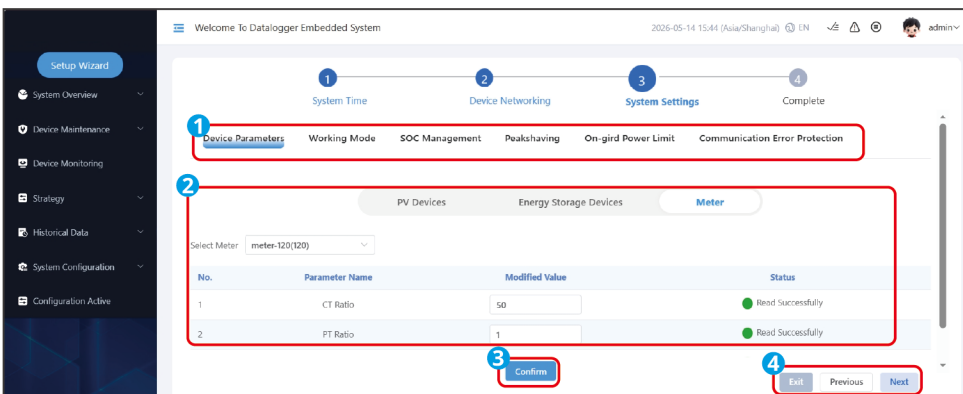 Welcome To Datalogger Embedded System
2026-05-14 15:44 (Asia/Shanghai) EN
admin
Setup Wizard
System Overview
Device Maintenance
Device Monitoring
Strategy
Historical Data
System Configuration
Configuration Active
1 2 3 4
System Time Device Networking System Settings Complete
1
Device Parameters Working Mode SOC Management Peakshaving On-gird Power Limit Communication Error Protection
2
PV Devices Energy Storage Devices Meter
Select Meter meter-120(120)
No. Parameter Name Modified Value Status
1 CT Ratio 50 Read Successfully
2 PT Ratio 1 Read Successfully
3
Confirm
4
Exit Previous Next